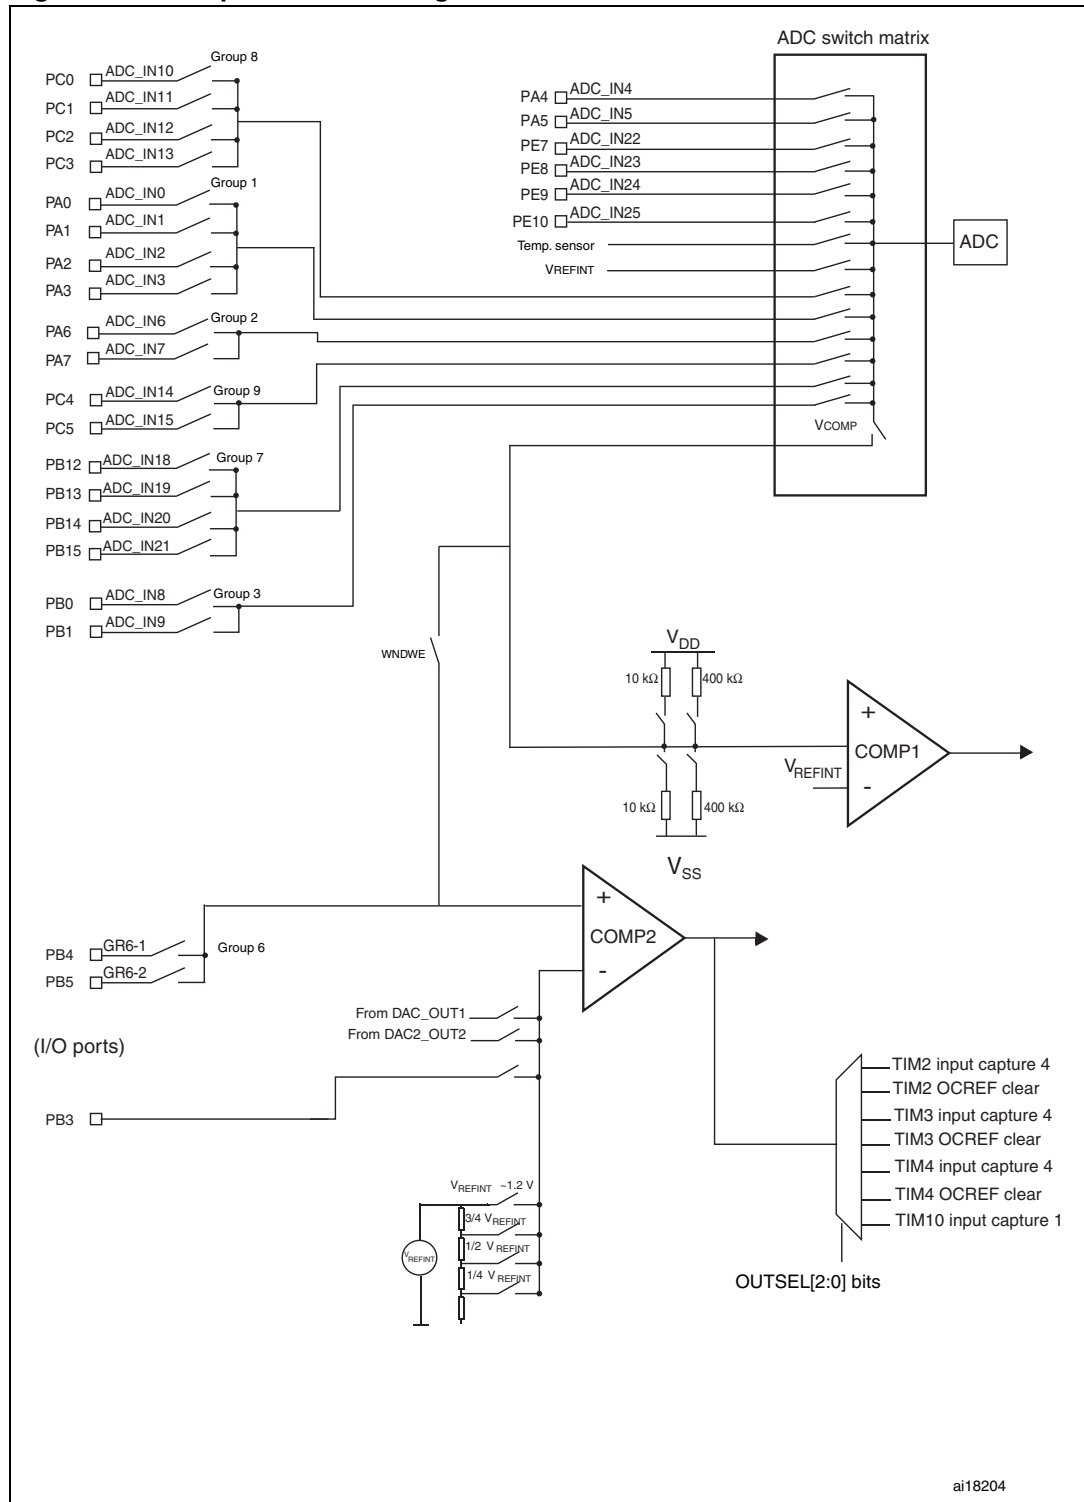 ADC switch matrix
Group 8
PC0 ADC_IN10
PC1 ADC_IN11
PC2 ADC_IN12
PC3 ADC_IN13
PA4 ADC_IN4
PA5 ADC_IN5
PE7 ADC_IN22
PE8 ADC_IN23
PE9 ADC_IN24
PE10 ADC_IN25
Temp. sensor
VREFINT
ADC
Group 1
PA0 ADC_IN0
PA1 ADC_IN1
PA2 ADC_IN2
PA3 ADC_IN3
PA6 ADC_IN6 Group 2
PA7 ADC_IN7
PC4 ADC_IN14 Group 9
PC5 ADC_IN15
VCOMP
PB12 ADC_IN18 Group 7
PB13 ADC_IN19
PB14 ADC_IN20
PB15 ADC_IN21
PB0 ADC_IN8 Group 3
PB1 ADC_IN9
WNDWE
VDD
10 kΩ 400 kΩ
+
COMP1
VREFINT
-
10 kΩ 400 kΩ
VSS
+
COMP2
-
PB4 GR6-1 Group 6
PB5 GR6-2
From DAC_OUT1
From DAC2_OUT2
(I/O ports)
PB3
TIM2 input capture 4
TIM2 OCREF clear
TIM3 input capture 4
TIM3 OCREF clear
TIM4 input capture 4
TIM4 OCREF clear
TIM10 input capture 1
OUTSEL[2:0] bits
VREFINT ~1.2 V
3/4 VREFINT
1/2 VREFINT
VREFINT
1/4 VREFINT
ai18204